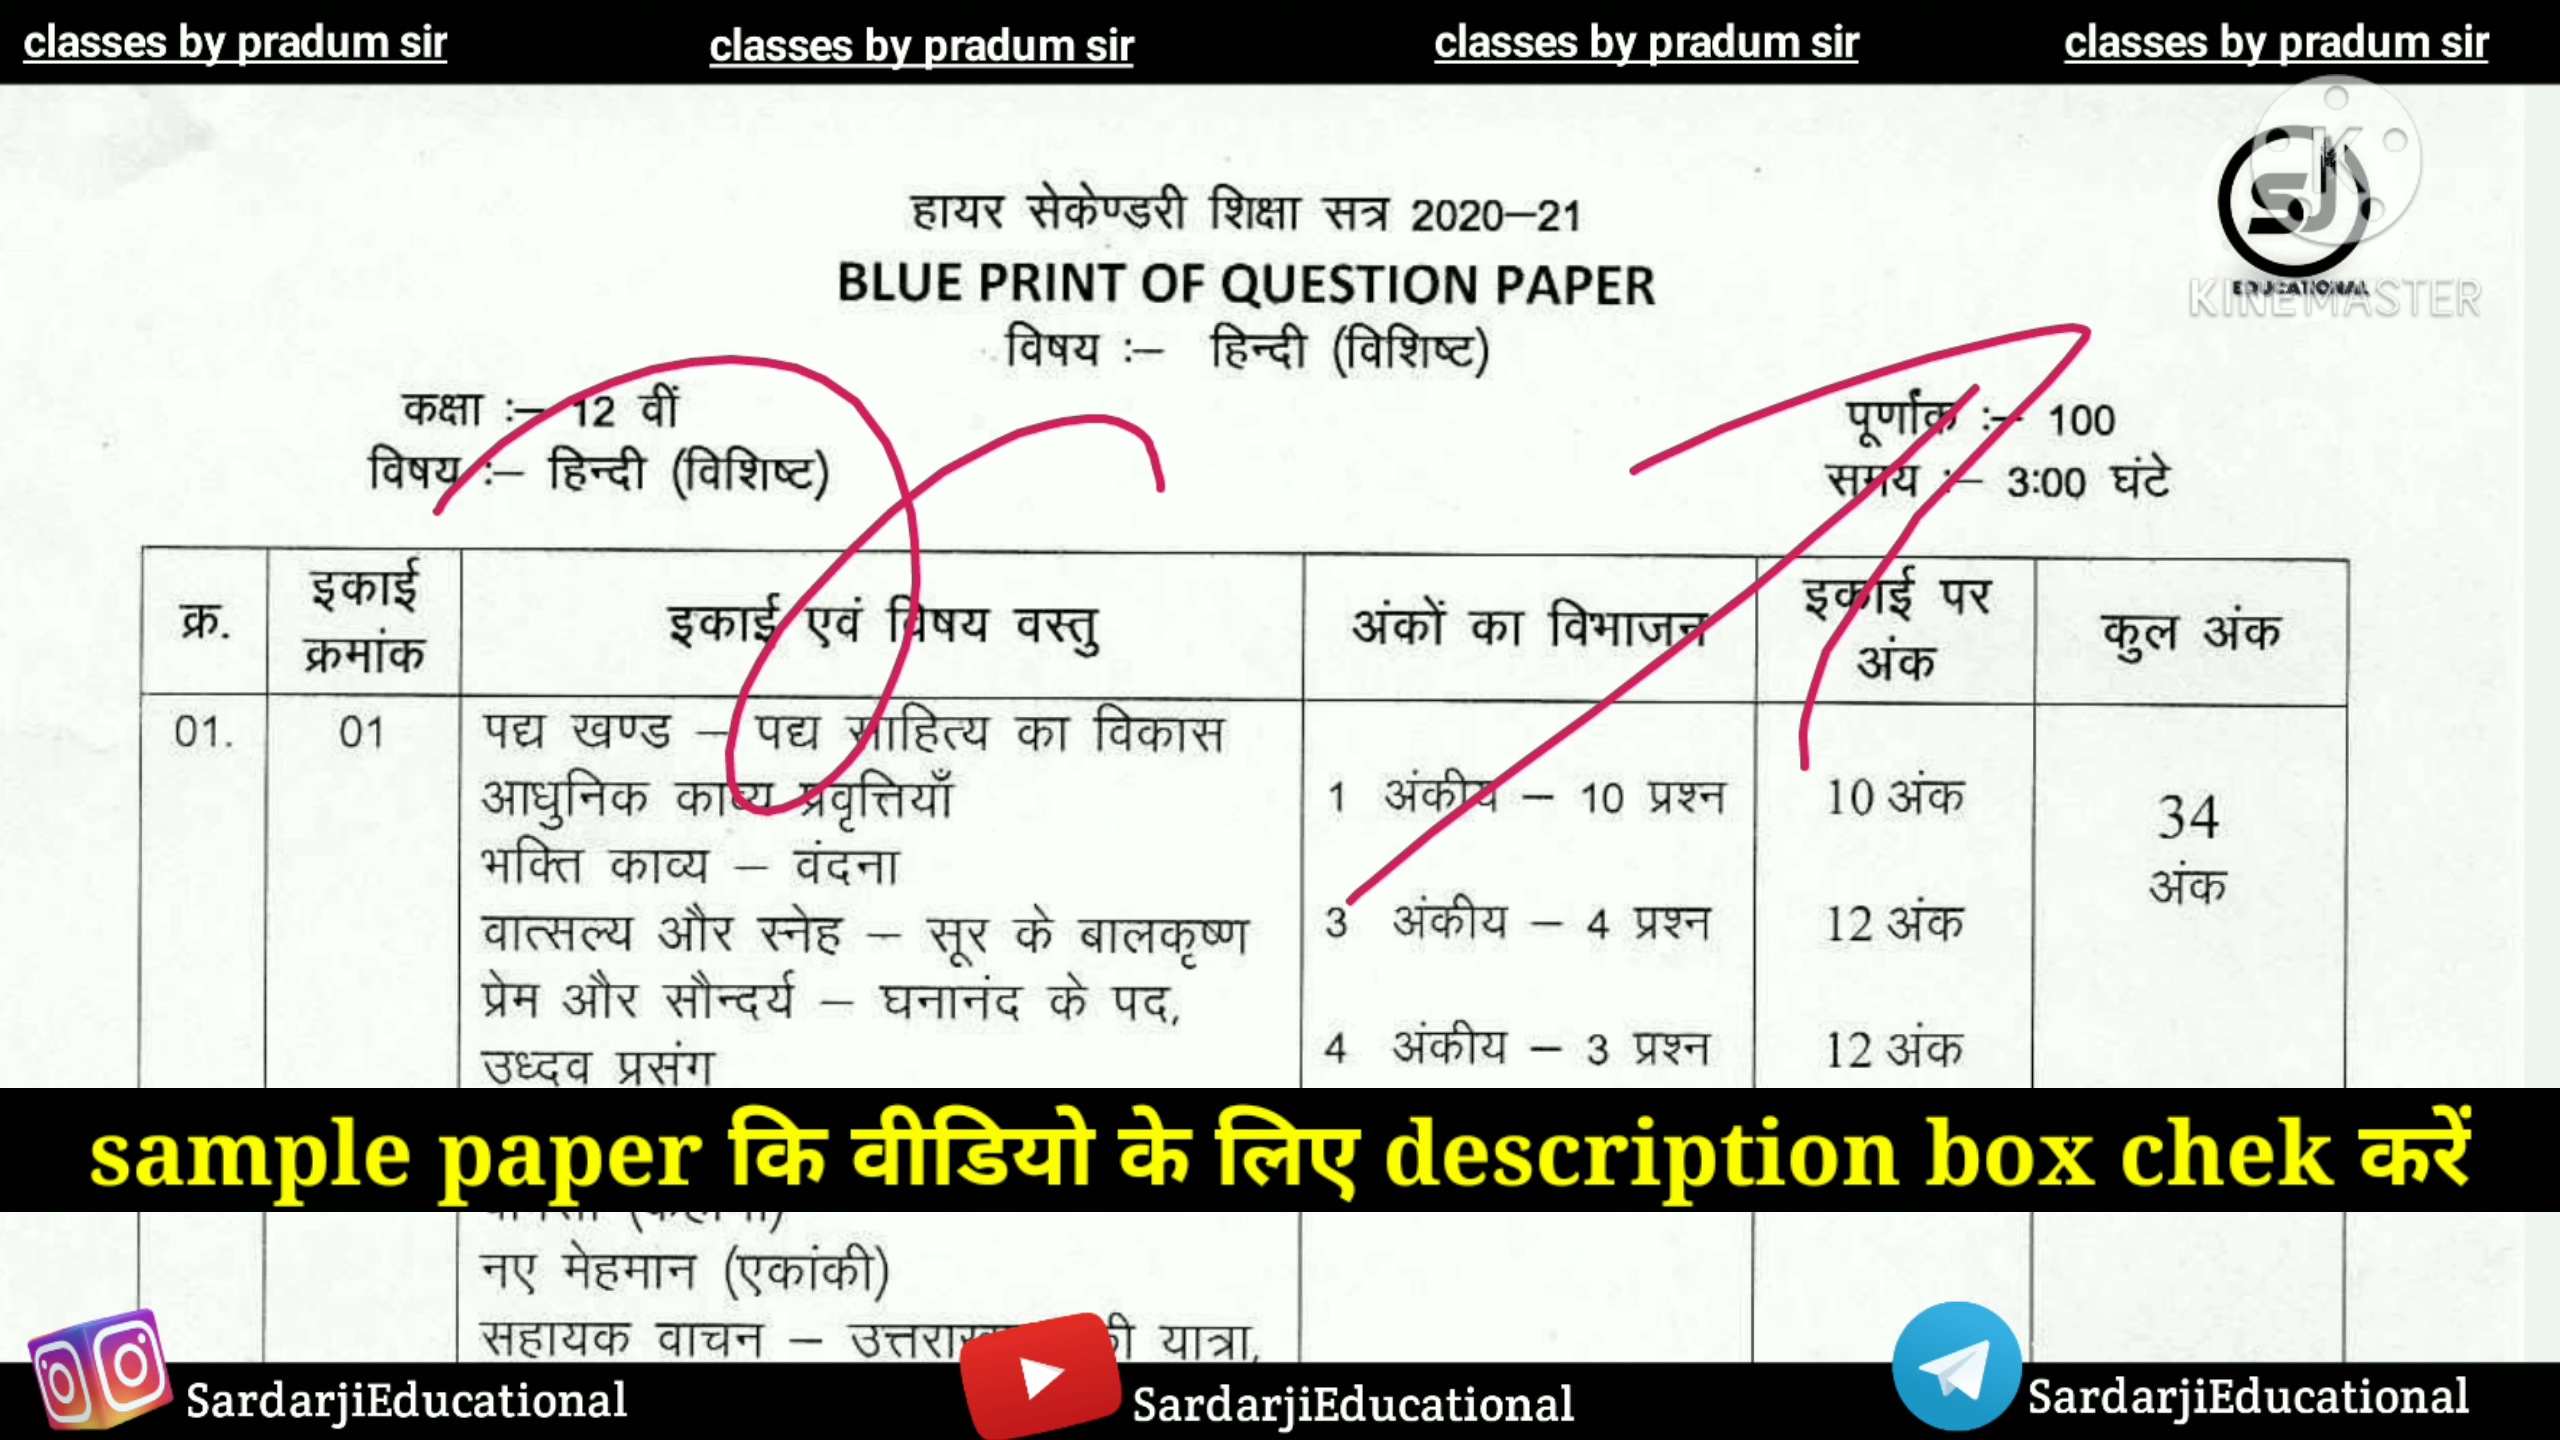 classes by pradum sir classes by pradum sir classes by pradum sir classes by pradum sir
हायर सेकेण्डरी शिक्षा सत्र 2020–21
BLUE PRINT OF QUESTION PAPER
विषय :– हिन्दी (विशिष्ट)
EDUCATIONAL
KINEMASTER
कक्षा :– 12 वीं
विषय :– हिन्दी (विशिष्ट)
पूर्णांक :– 100
समय :– 3:00 घंटे
क्र. इकाई क्रमांक इकाई एवं विषय वस्तु अंकों का विभाजन इकाई पर अंक कुल अंक
01. 01 पद्य खण्ड – पद्य साहित्य का विकास
आधुनिक काव्य प्रवृत्तियाँ 1 अंकीय – 10 प्रश्न 10 अंक 34 अंक
भक्ति काव्य – वंदना
वात्सल्य और स्नेह – सूर के बालकृष्ण 3 अंकीय – 4 प्रश्न 12 अंक
प्रेम और सौन्दर्य – घनानंद के पद,
उध्दव प्रसंग 4 अंकीय – 3 प्रश्न 12 अंक
sample paper कि वीडियो के लिए description box chek करें
नए मेहमान (एकांकी)
सहायक वाचन – यात्रा,
SardarjiEducational SardarjiEducational SardarjiEducational